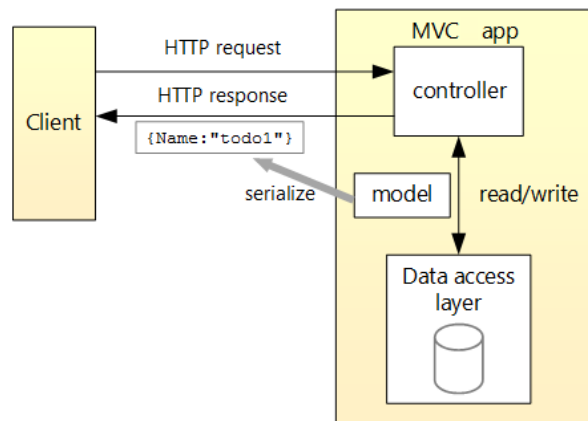 MVC app
HTTP request
controller
HTTP response
Client
{Name:"todo1"}
serialize
model
read/write
Data access
layer